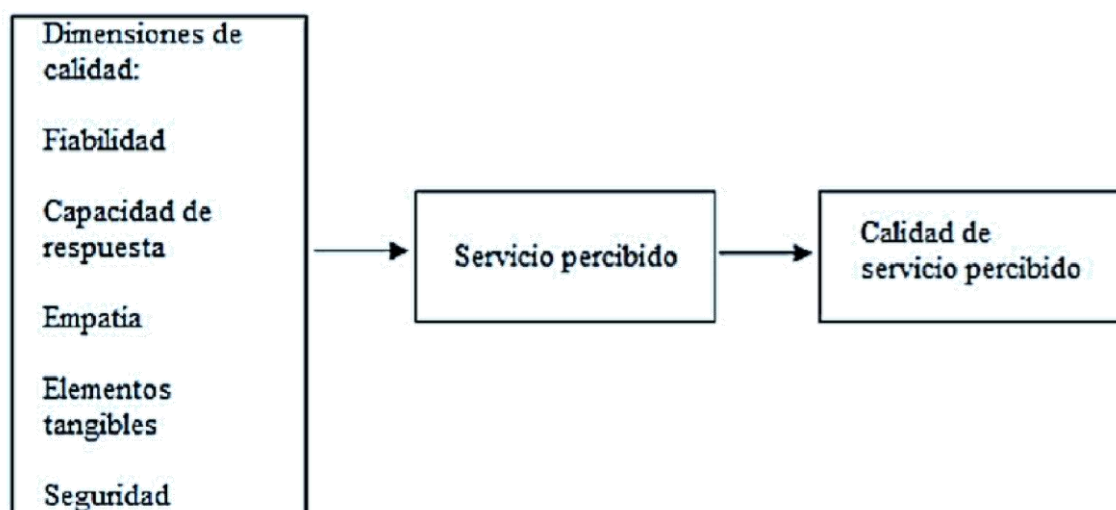 Dimensiones de
calidad:
Fiabilidad
Capacidad de
respuesta
Empatia
Elementos
tangibles
Seguridad
Servicio percibido
Calidad de
servicio percibido